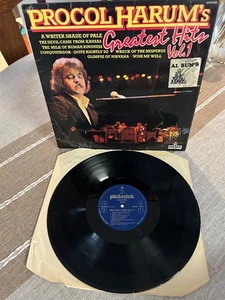 PROCOL HARUM's
Greatest Hits
Vol.1
A WHITER SHADE OF PALE
THE DEVIL CAME FROM KANSAS
THE MILK OF HUMAN KINDNESS
CONQUISTADOR · QUITE RIGHTLY SO · WRECK OF THE HESPERUS
GLIMPSE OF NIRVANA · WISH ME WELL
AL BUM'S
pickwick